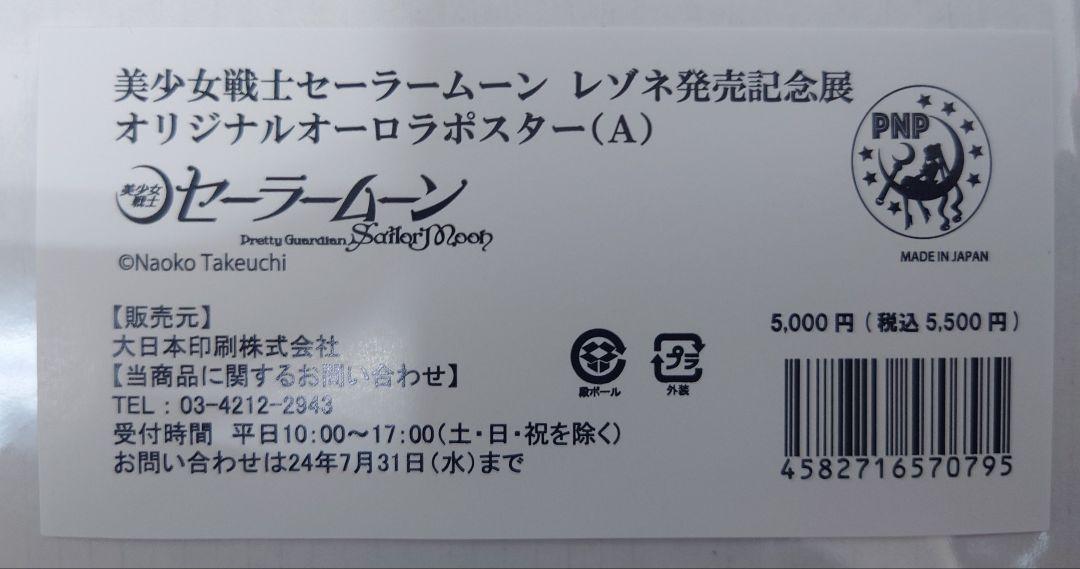 美少女戦士セーラームーン レゾネ発売記念展
オリジナルオーロラポスター(A)
PNP
美少女
戦士
セーラームーン
Pretty Guardian Sailor Moon
©Naoko Takeuchi
MADE IN JAPAN
【販売元】
大日本印刷株式会社
【当商品に関するお問い合わせ】
TEL : 03-4212-2943
受付時間 平日10:00～17:00(土・日・祝を除く)
お問い合わせは24年7月31日(水)まで
段ボール
プラ
外装
5,000 円 ( 税込 5,500 円 )
4582716570795